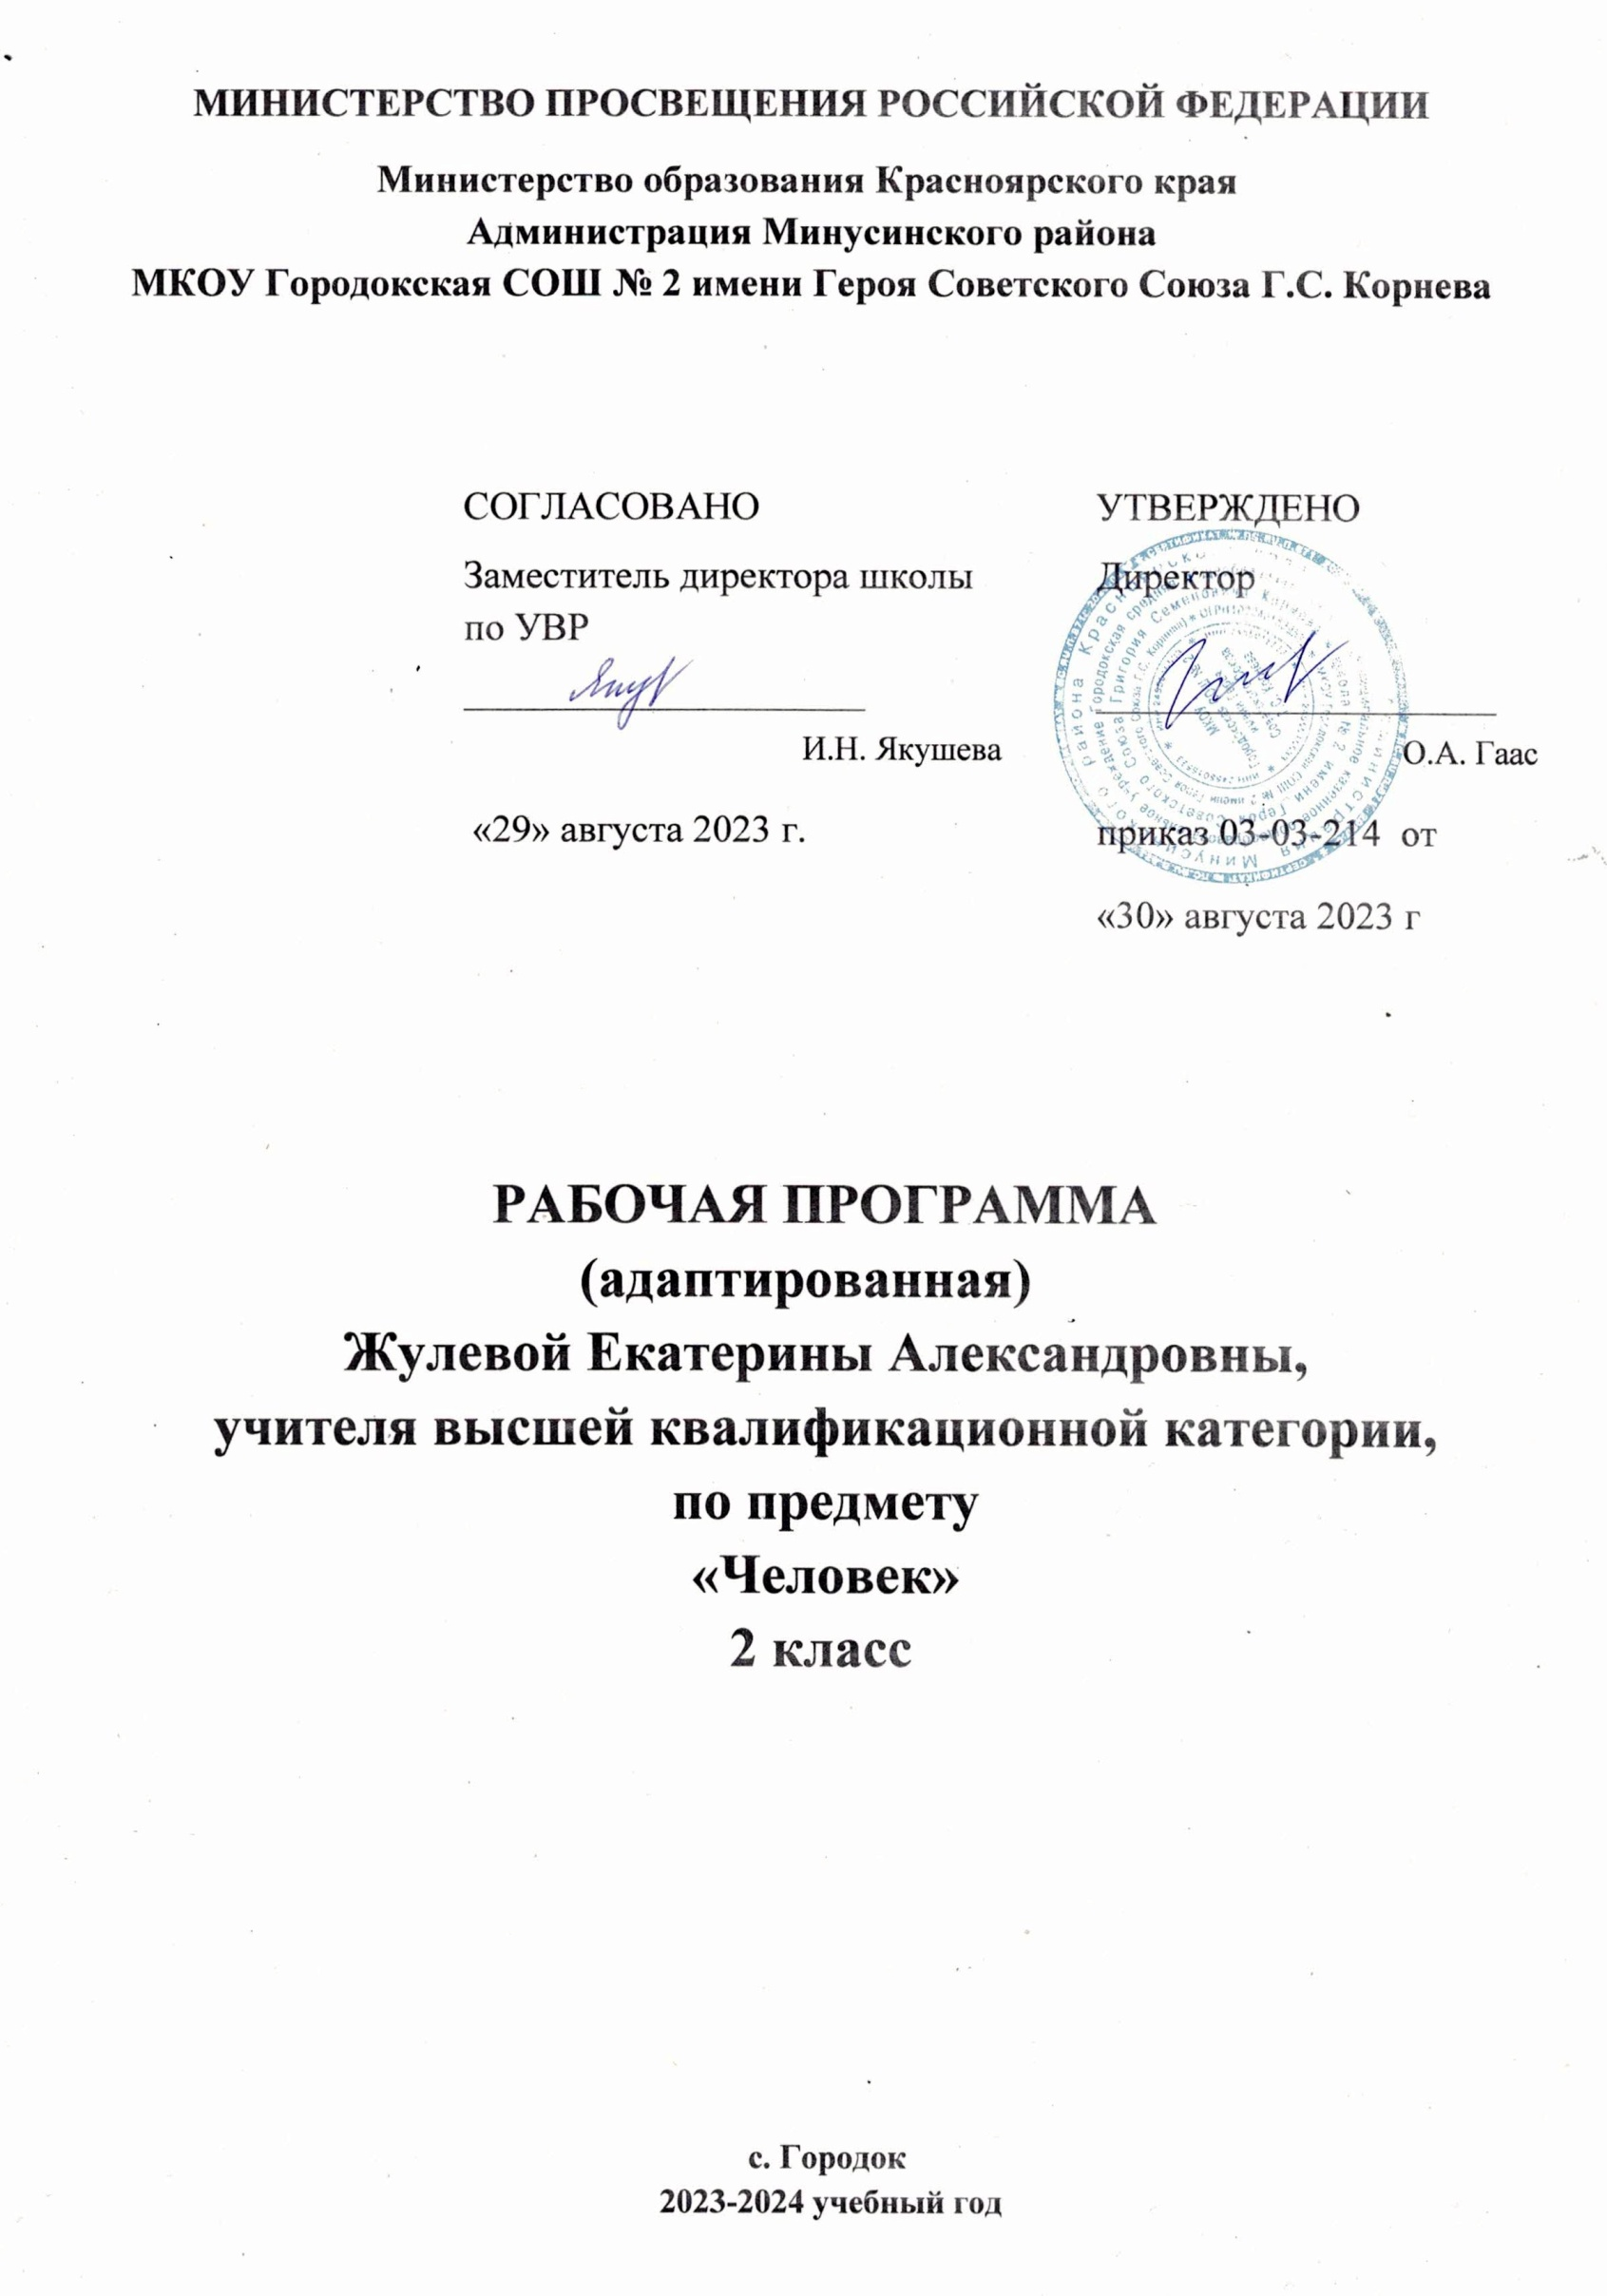 МИНИСТЕРСТВО ПРОСВЕЩЕНИЯ РОССИЙСКОЙ ФЕДЕРАЦИИ
Министерство образования Красноярского края
Администрация Минусинского района
МКОУ Городокская СОШ № 2 имени Героя Советского Союза Г.С. Корнева
СОГЛАСОВАНО
Заместитель директора школы
по УВР
И.Н. Якушева
«29» августа 2023 г.
УТВЕРЖДЕНО
Директор
О.А. Гаас
приказ 03-03-214 от
«30» августа 2023 г
РАБОЧАЯ ПРОГРАММА
(адаптированная)
Жулевой Екатерины Александровны,
учителя высшей квалификационной категории,
по предмету
«Человек»
2 класс
с. Городок
2023-2024 учебный год